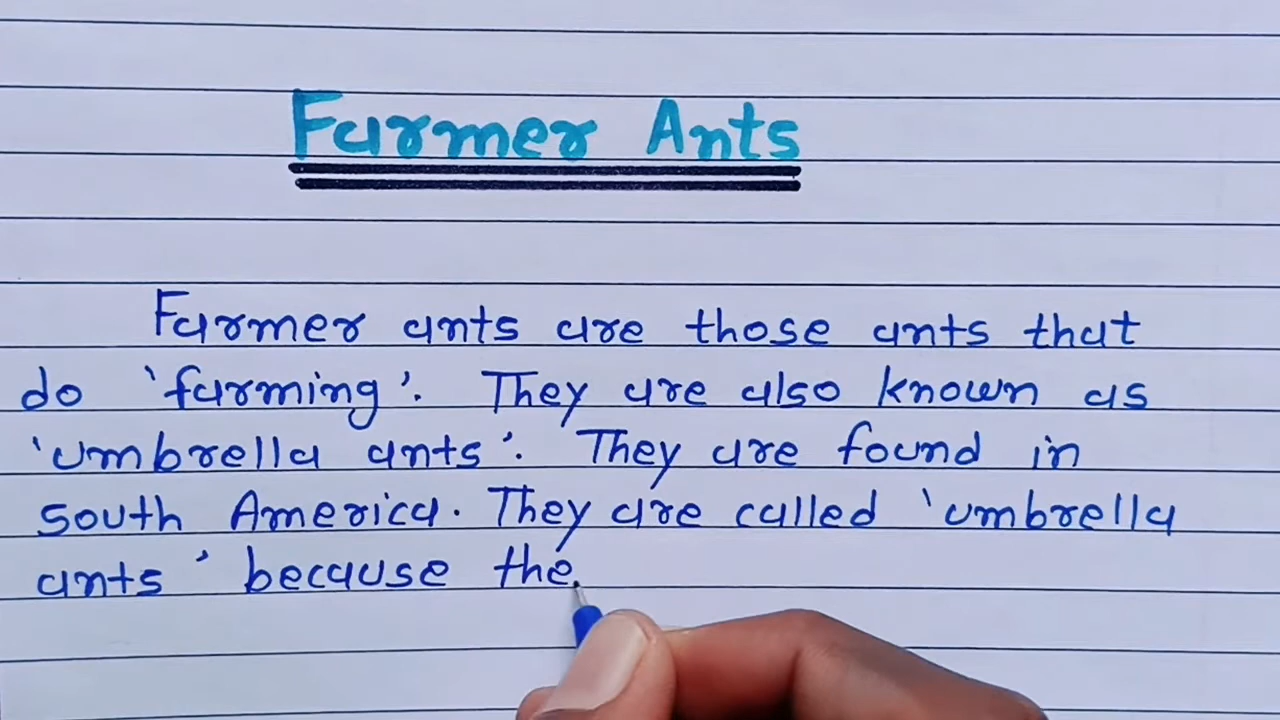 Farmer Ants
Farmer ants are those ants that
do 'farming'. They are also known as
'umbrella ants'. They are found in
south America. They are called 'umbrella
ants' because the